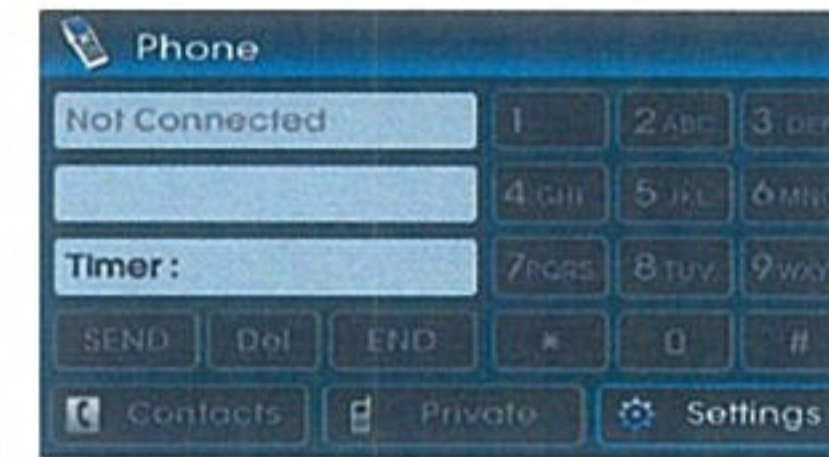 Phone
Not Connected
1 2 ABC 3 DEF
4 GHI 5 JKL 6 MNO
Timer :
7 PQRS 8 TUV 9 WXY
SEND Del END * 0 #
Contacts Private Settings